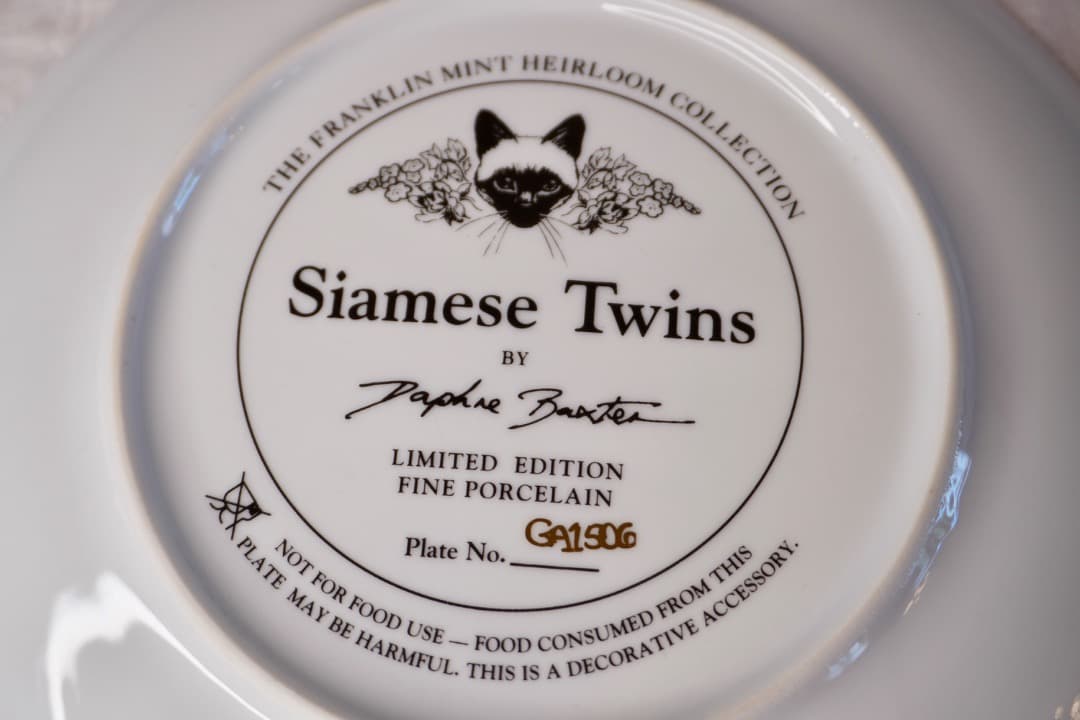 THE FRANKLIN MINT HEIRLOOM COLLECTION
Siamese Twins
BY
Daphne Baxter
LIMITED EDITION
FINE PORCELAIN
Plate No. GA1506
NOT FOR FOOD USE — FOOD CONSUMED FROM THIS
PLATE MAY BE HARMFUL. THIS IS A DECORATIVE ACCESSORY.